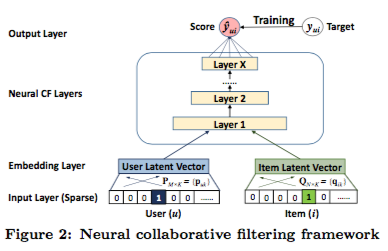 Output Layer
Score ŷui Training yui Target
Layer X
......
Neural CF Layers
Layer 2
Layer 1
Embedding Layer
User Latent Vector
Item Latent Vector
PM×K = {puk}
QN×K = {qik}
Input Layer (Sparse)
0 0 0 1 0 0 ......
0 0 0 0 1 0 ......
User (u)
Item (i)
Figure 2: Neural collaborative filtering framework